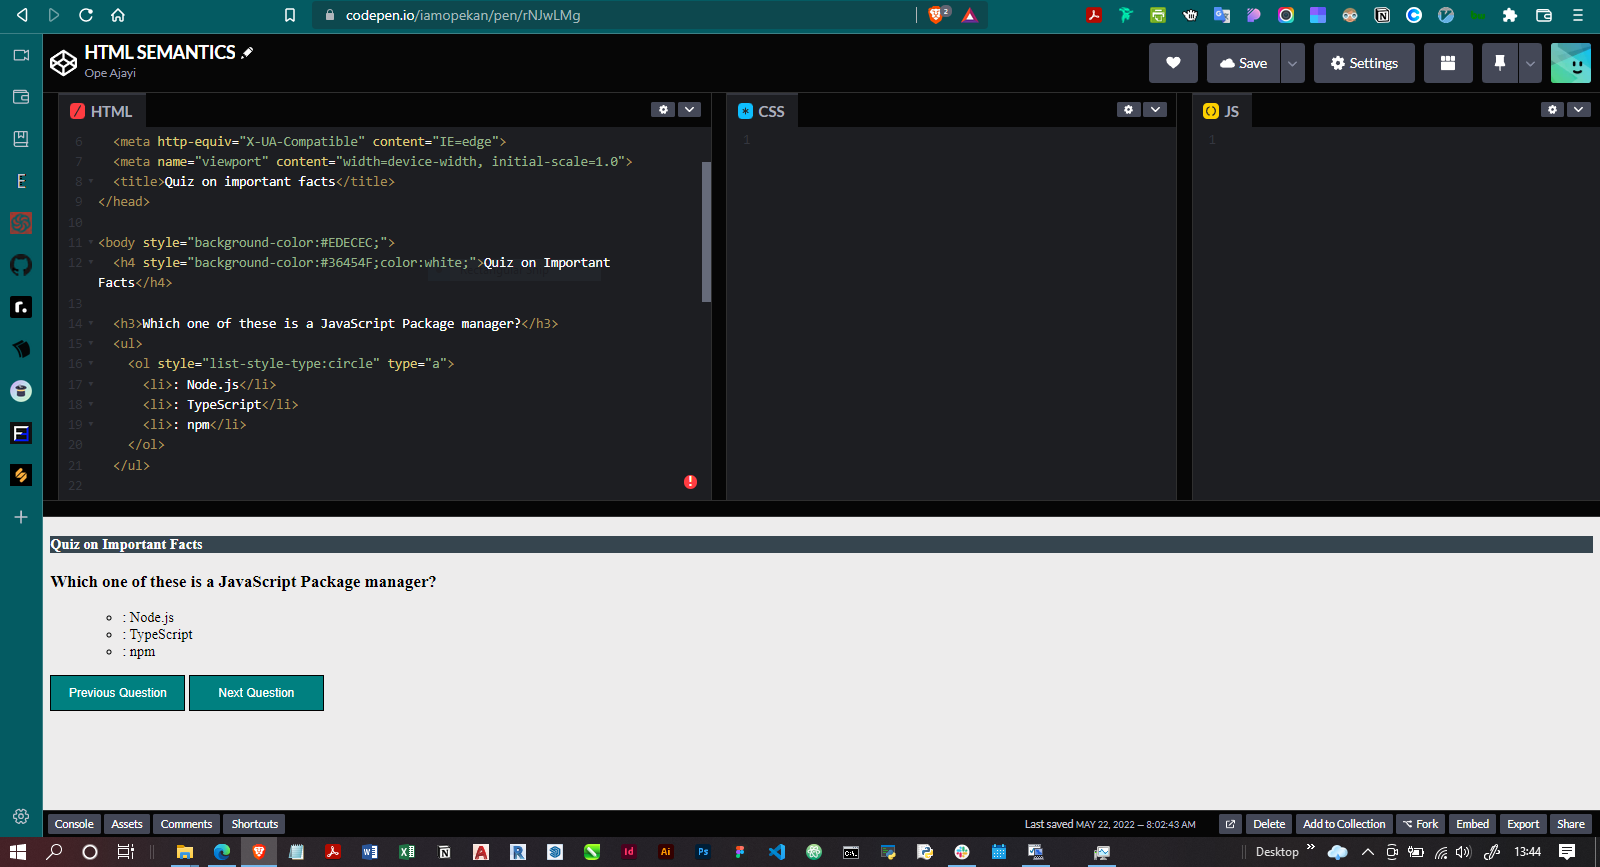 codepen.io/iamopekan/pen/rNJwLMg
2
HTML SEMANTICS
Ope Ajayi
Save
Settings
HTML
CSS
JS
6 <meta http-equiv="X-UA-Compatible" content="IE=edge">
7 <meta name="viewport" content="width=device-width, initial-scale=1.0">
8 <title>Quiz on important facts</title>
9 </head>
10
11 <body style="background-color:#EDECEC;">
12 <h4 style="background-color:#36454F;color:white;">Quiz on Important
Facts</h4>
13
14 <h3>Which one of these is a JavaScript Package manager?</h3>
15 <ul>
16 <ol style="list-style-type:circle" type="a">
17 <li>: Node.js</li>
18 <li>: TypeScript</li>
19 <li>: npm</li>
20 </ol>
21 </ul>
22
1
1
Quiz on Important Facts
Which one of these is a JavaScript Package manager?
: Node.js
: TypeScript
: npm
Previous Question Next Question
Console Assets Comments Shortcuts
Last saved MAY 22, 2022 — 8:02:43 AM
Delete Add to Collection Fork Embed Export Share
Desktop
13:44